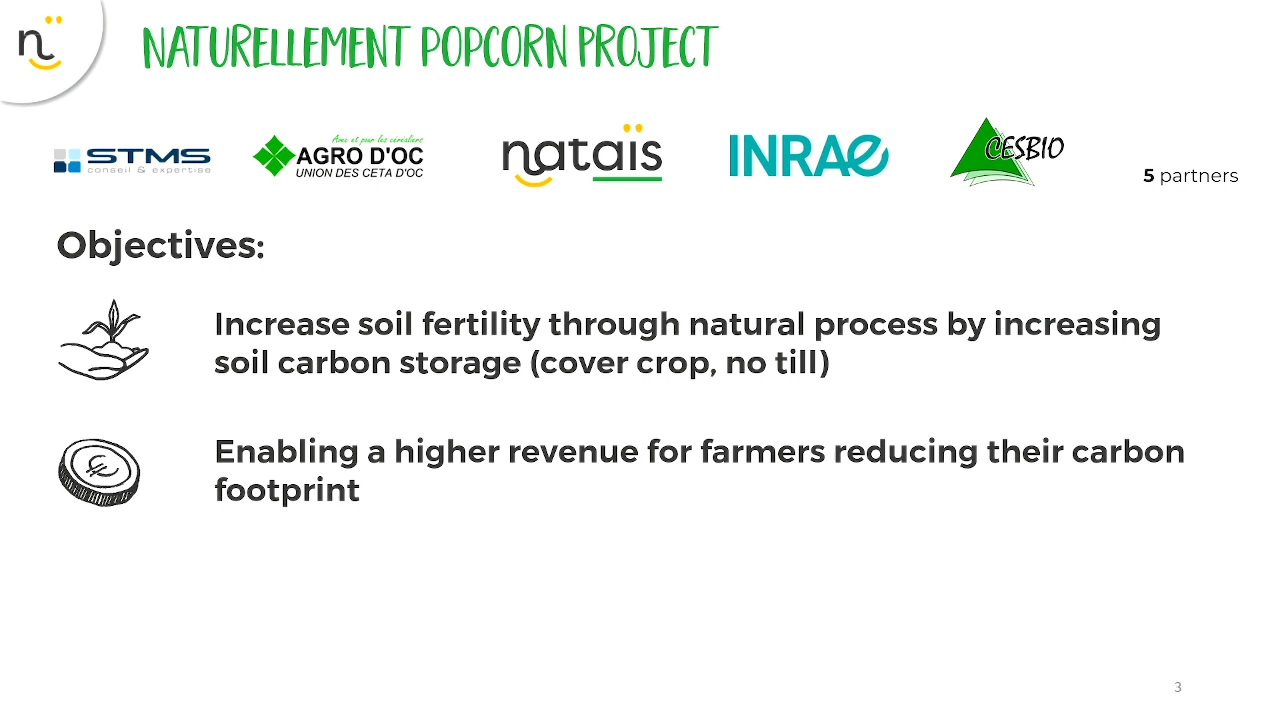 nï
NATURELLEMENT POPCORN PROJECT
STMS
conseil & expertise
Avec et pour les céréaliers
AGRO D'OC
UNION DES CETA D'OC
nataïs
INRAE
CESBIO
5 partners
Objectives:
Increase soil fertility through natural process by increasing
soil carbon storage (cover crop, no till)
€
Enabling a higher revenue for farmers reducing their carbon
footprint
3